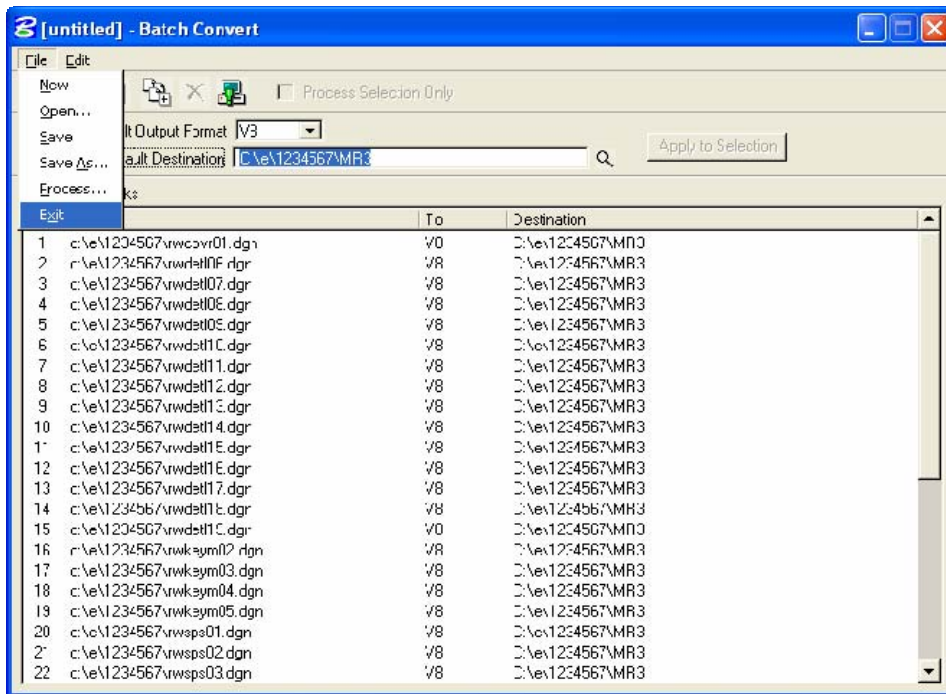 [untitled] - Batch Convert
File Edit
New
Open...
Save
Save As...
Process...
Exit
Process Selection Only
lt Output Format V8
ault Destination C:\e\1234567\MR3
Apply to Selection
ks
To Destination
1 c:\e\1234567\rwcovr01.dgn V8 C:\e\1234567\MR3
2 c:\e\1234567\rwdetl06.dgn V8 C:\e\1234567\MR3
3 c:\e\1234567\rwdetl07.dgn V8 C:\e\1234567\MR3
4 c:\e\1234567\rwdetl08.dgn V8 C:\e\1234567\MR3
5 c:\e\1234567\rwdetl09.dgn V8 C:\e\1234567\MR3
6 c:\e\1234567\rwdetl10.dgn V8 C:\e\1234567\MR3
7 c:\e\1234567\rwdetl11.dgn V8 C:\e\1234567\MR3
8 c:\e\1234567\rwdetl12.dgn V8 C:\e\1234567\MR3
9 c:\e\1234567\rwdetl13.dgn V8 C:\e\1234567\MR3
10 c:\e\1234567\rwdetl14.dgn V8 C:\e\1234567\MR3
11 c:\e\1234567\rwdetl15.dgn V8 C:\e\1234567\MR3
12 c:\e\1234567\rwdetl16.dgn V8 C:\e\1234567\MR3
13 c:\e\1234567\rwdetl17.dgn V8 C:\e\1234567\MR3
14 c:\e\1234567\rwdetl18.dgn V8 C:\e\1234567\MR3
15 c:\e\1234567\rwdetl19.dgn V8 C:\e\1234567\MR3
16 c:\e\1234567\rwkeym02.dgn V8 C:\e\1234567\MR3
17 c:\e\1234567\rwkeym03.dgn V8 C:\e\1234567\MR3
18 c:\e\1234567\rwkeym04.dgn V8 C:\e\1234567\MR3
19 c:\e\1234567\rwkeym05.dgn V8 C:\e\1234567\MR3
20 c:\e\1234567\rwsps01.dgn V8 C:\e\1234567\MR3
21 c:\e\1234567\rwsps02.dgn V8 C:\e\1234567\MR3
22 c:\e\1234567\rwsps03.dgn V8 C:\e\1234567\MR3